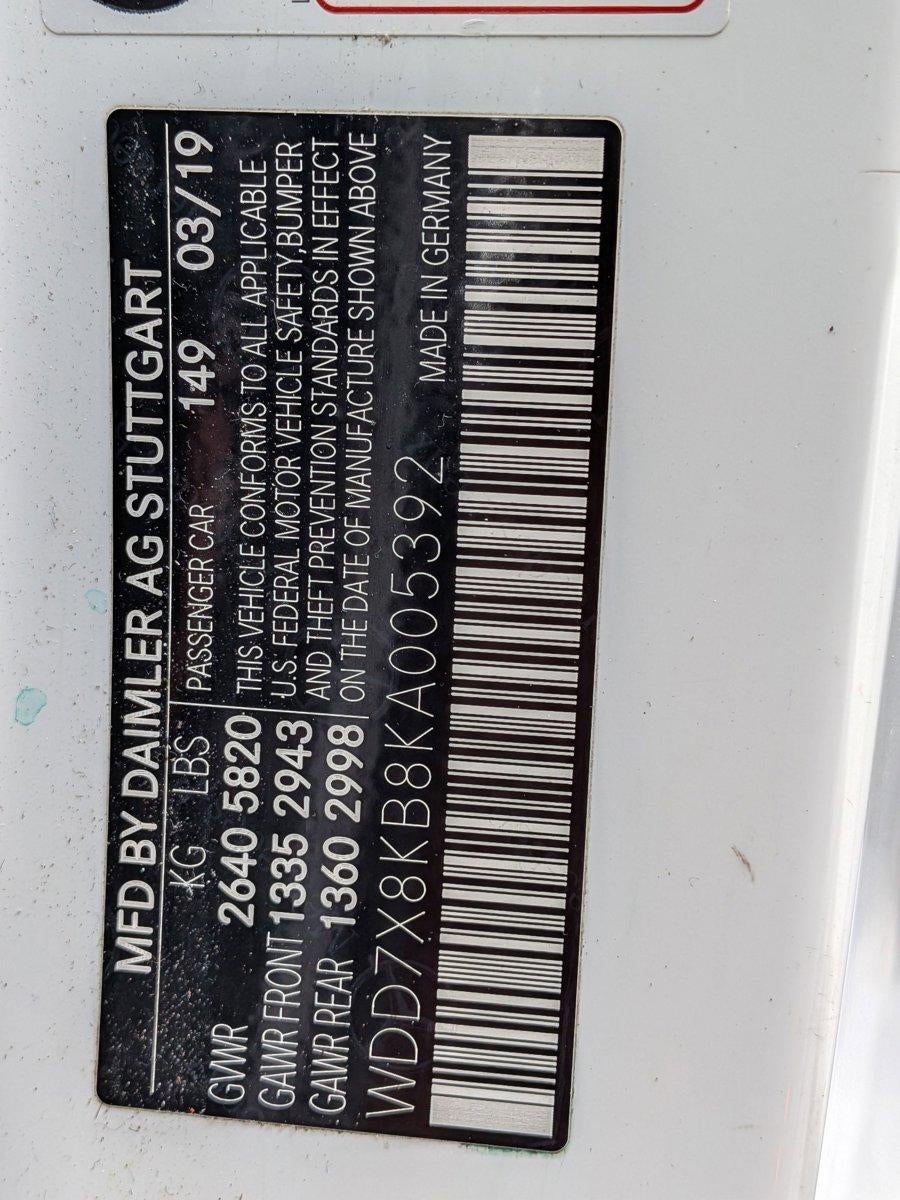 MFD BY DAIMLER AG STUTTGART
KG LBS PASSENGER CAR 149 03/19
GVWR 2640 5820 THIS VEHICLE CONFORMS TO ALL APPLICABLE
GAWR FRONT 1335 2943 U.S. FEDERAL MOTOR VEHICLE SAFETY,BUMPER
GAWR REAR 1360 2998 AND THEFT PREVENTION STANDARDS IN EFFECT
ON THE DATE OF MANUFACTURE SHOWN ABOVE
WDD7X8KB8KA005392 MADE IN GERMANY